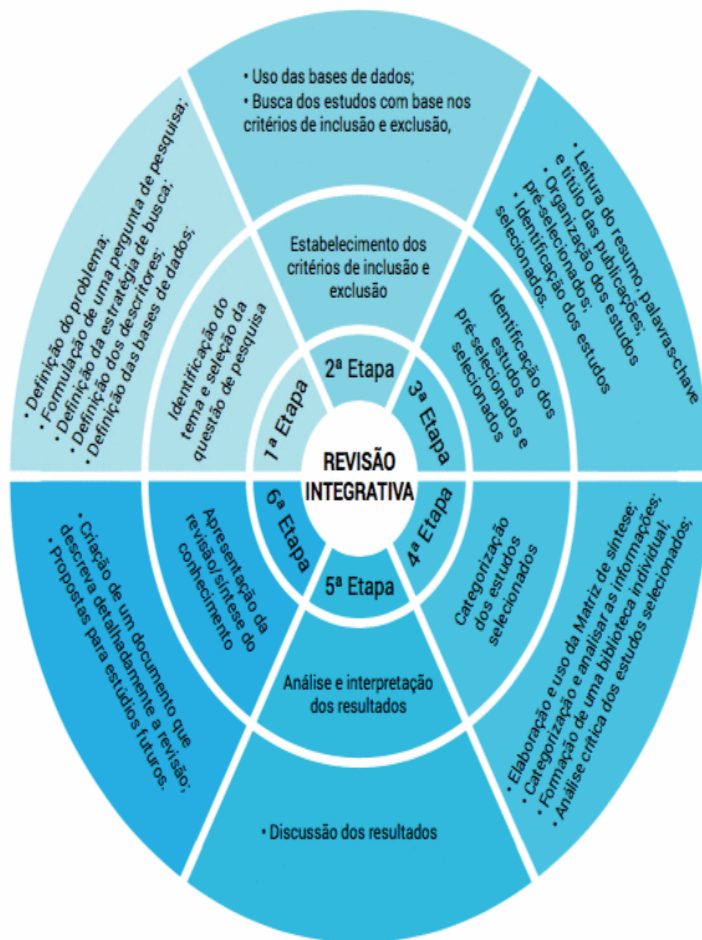 REVISÃO
INTEGRATIVA
1ª Etapa
Identificação do
tema e seleção da
questão de pesquisa
• Definição do problema;
• Formulação de uma pergunta de pesquisa;
• Definição da estratégia de busca;
• Definição dos descritores;
• Definição das bases de dados;
2ª Etapa
Estabelecimento dos
critérios de inclusão e
exclusão
• Uso das bases de dados;
• Busca dos estudos com base nos
critérios de inclusão e exclusão,
3ª Etapa
Identificação dos
estudos
pré-selecionados e
selecionados
• Leitura do resumo, palavras-chave
e título das publicações;
• Organização dos estudos
pré-selecionados;
• Identificação dos estudos
selecionados.
4ª Etapa
Categorização
dos estudos
selecionados
• Elaboração e uso da Matriz de síntese;
• Categorização e analisar as informações;
• Formação de uma biblioteca individual;
• Análise crítica dos estudos selecionados;
5ª Etapa
Análise e interpretação
dos resultados
• Discussão dos resultados
6ª Etapa
Apresentação da
revisão/síntese do
conhecimento
• Criação de um documento que
descreva detalhadamente a revisão;
• Propostas para estúdios futuros.